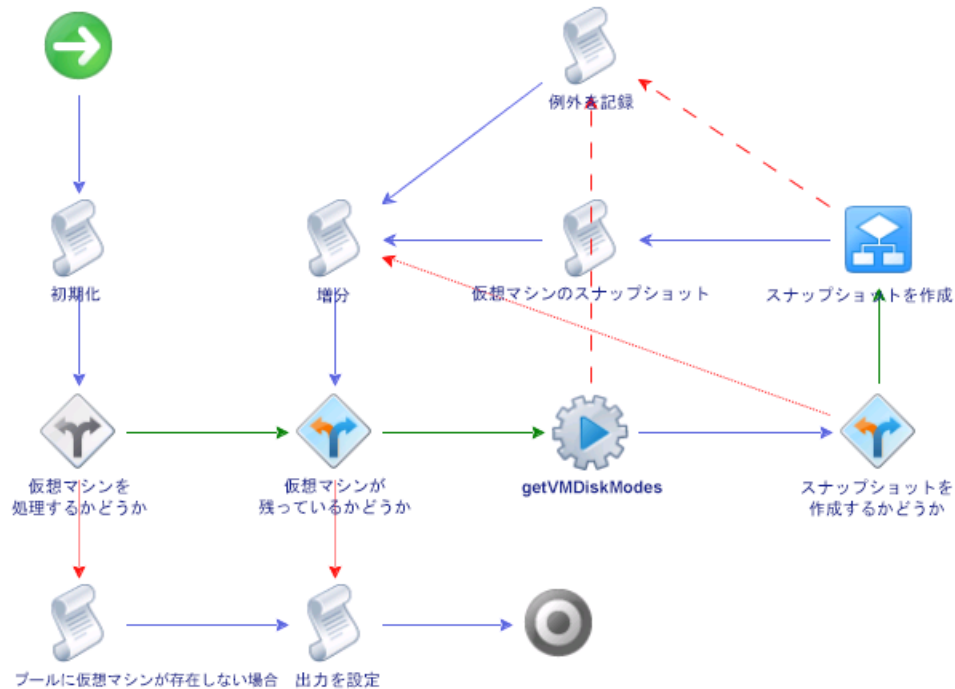 例外を記録
初期化
増分
仮想マシンのスナップショット
スナップショットを作成
仮想マシンを
処理するかどうか
仮想マシンが
残っているかどうか
getVMDiskModes
スナップショットを
作成するかどうか
プールに仮想マシンが存在しない場合
出力を設定